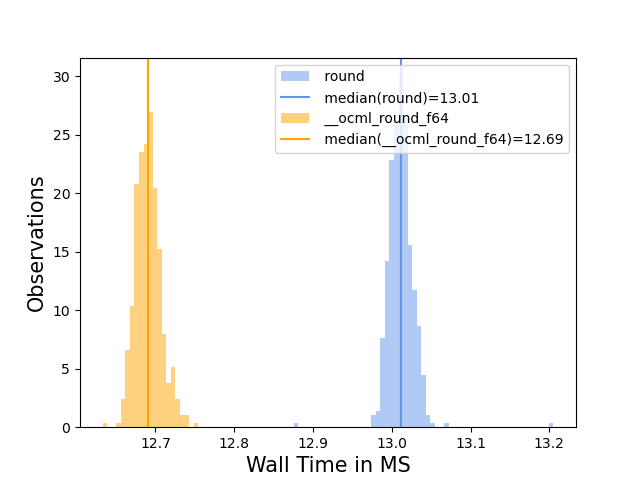 30
25
20
15
10
5
0
Observations
round
median(round)=13.01
__ocml_round_f64
median(__ocml_round_f64)=12.69
12.7 12.8 12.9 13.0 13.1 13.2
Wall Time in MS